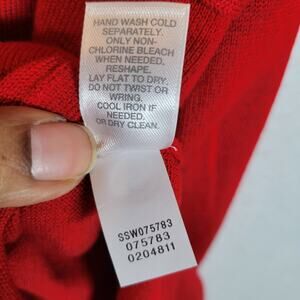 HAND WASH COLD
SEPARATELY.
ONLY NON-
CHLORINE BLEACH
WHEN NEEDED.
RESHAPE.
LAY FLAT TO DRY.
DO NOT TWIST OR
WRING.
COOL IRON IF
NEEDED.
OR DRY CLEAN.
SSW075783
075783
0204811